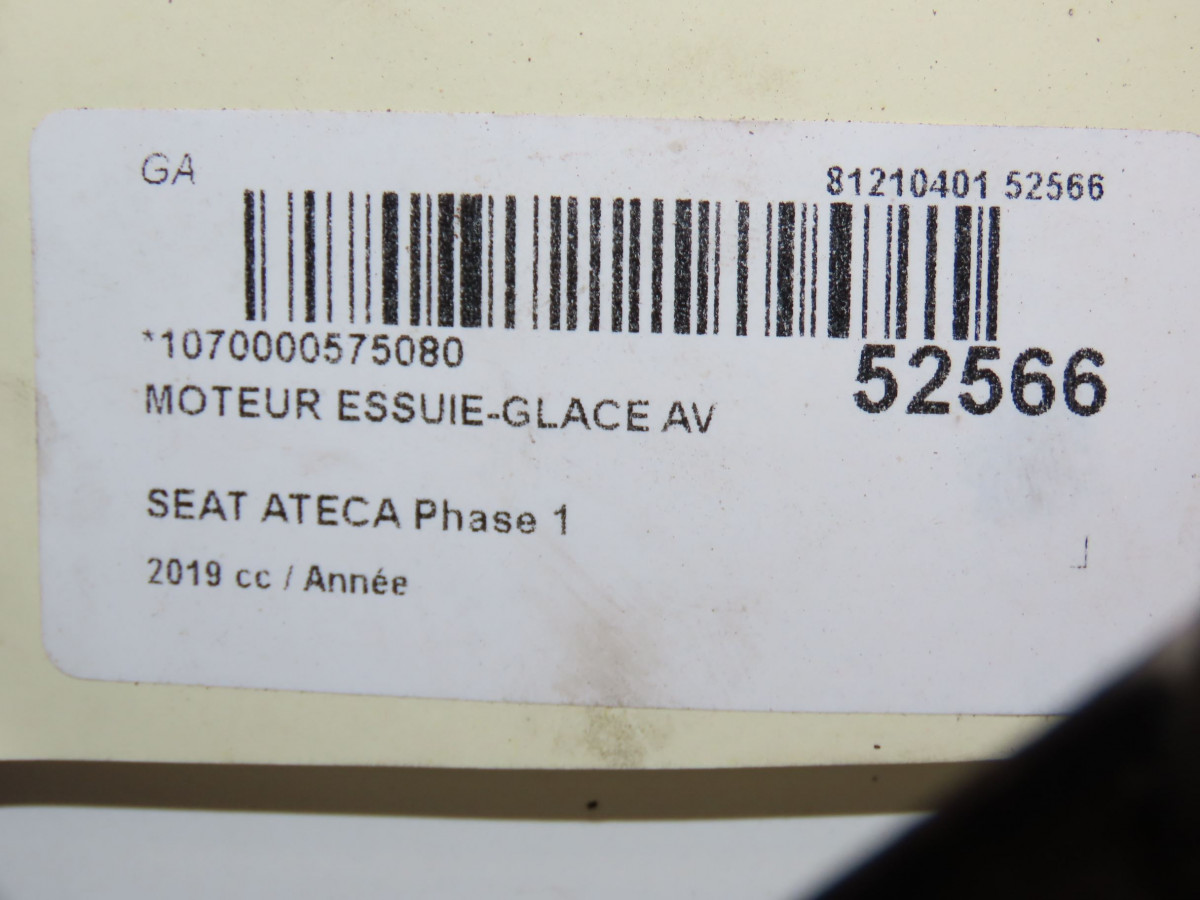 GA
81210401 52566
*1070000575080
52566
MOTEUR ESSUIE-GLACE AV
SEAT ATECA Phase 1
2019 cc / Année